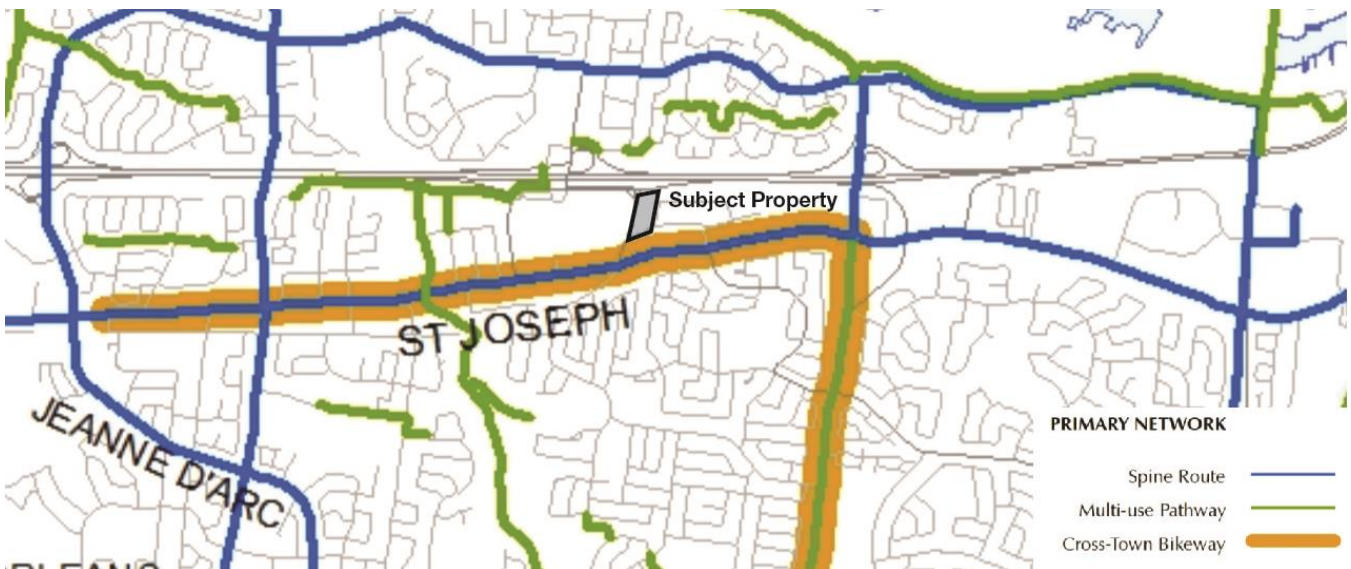 Subject Property
ST JOSEPH
JEANNE D'ARC
PRIMARY NETWORK
Spine Route
Multi-use Pathway
Cross-Town Bikeway